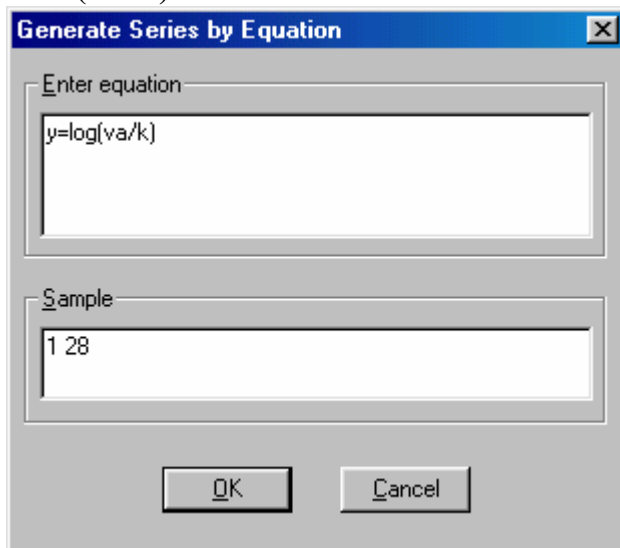 Generate Series by Equation
Enter equation
y=log(va/k)
Sample
1 28
OK
Cancel